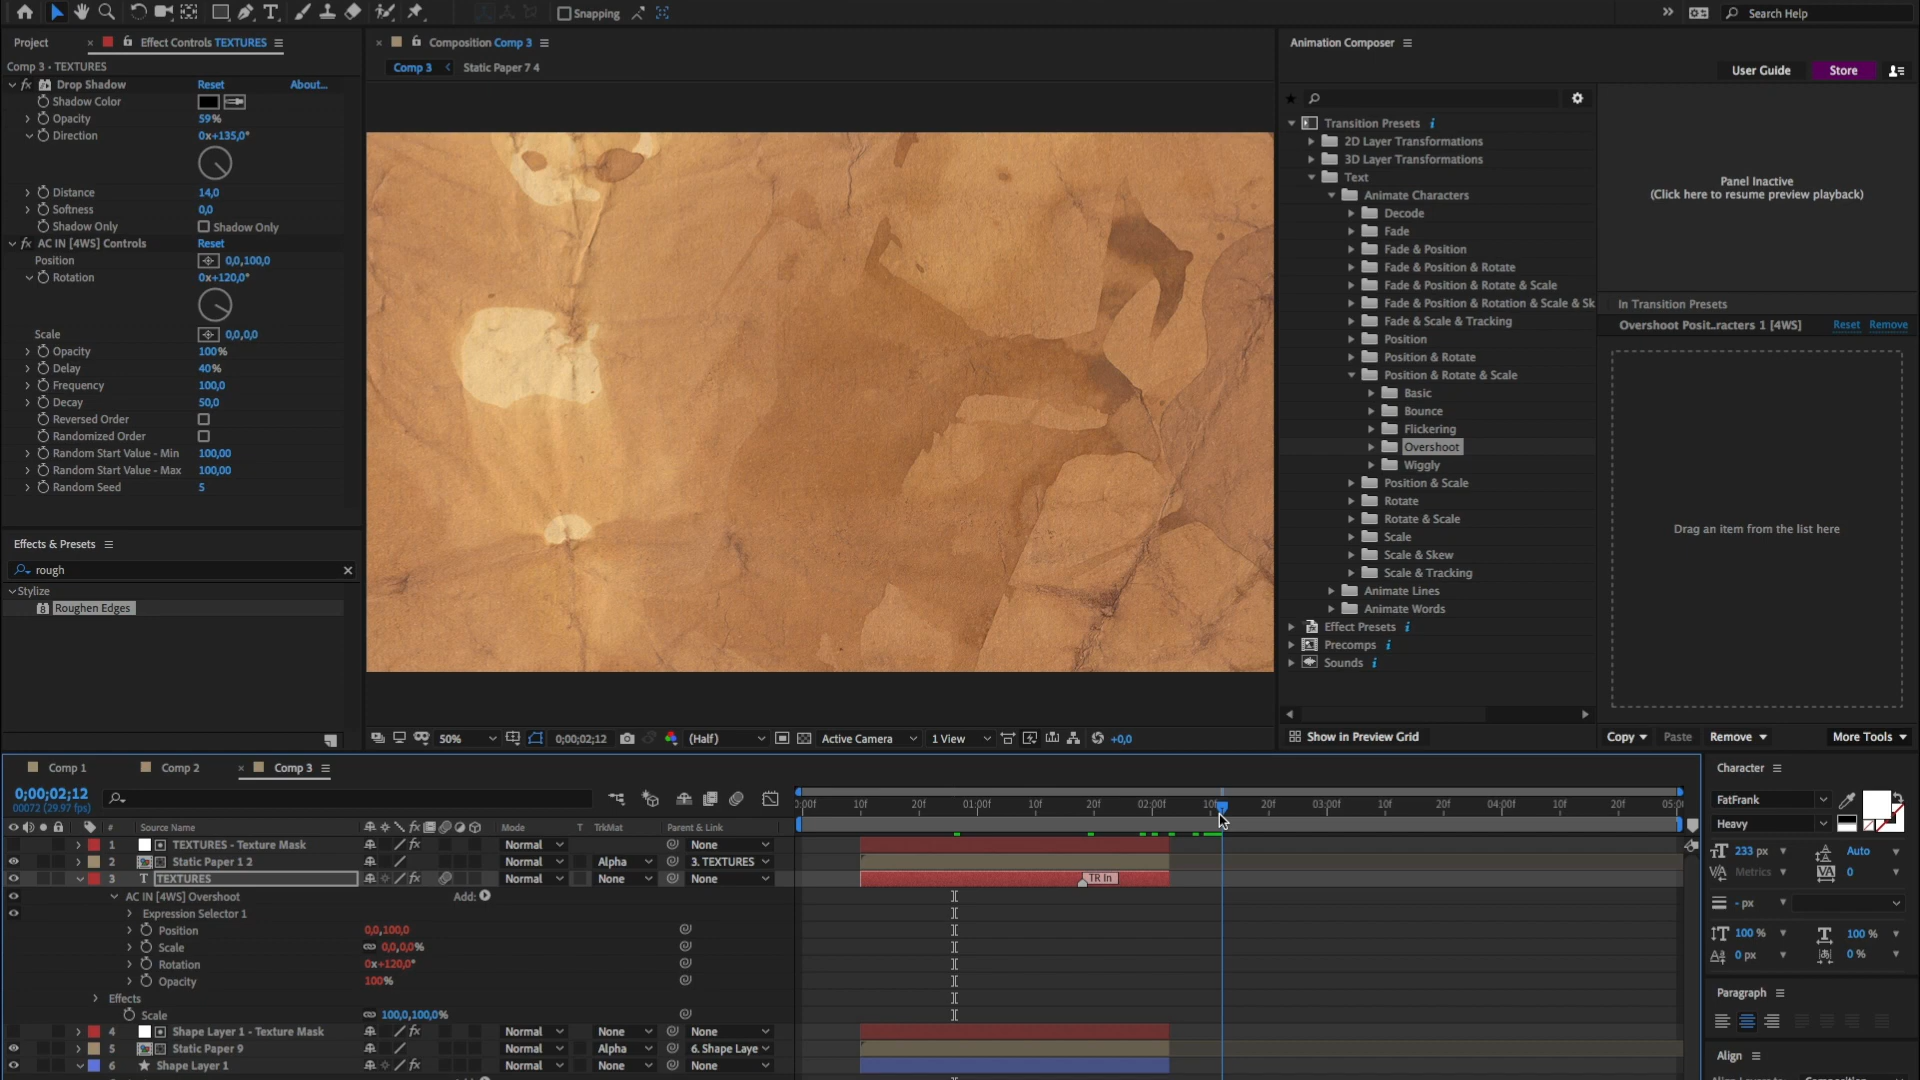 Snapping
Search Help
Project
Effect Controls TEXTURES
Composition Comp 3
Animation Composer
Comp 3 • TEXTURES
Comp 3
Static Paper 7 4
User Guide
Store
fx Drop Shadow Reset About...
Shadow Color
Opacity 59%
Direction 0x+135,0°
Distance 14,0
Softness 0,0
Shadow Only Shadow Only
fx AC IN [4WS] Controls Reset
Position 0,0,100,0
Rotation 0x+120,0°
Scale 0,0,0,0
Opacity 100%
Delay 40%
Frequency 100,0
Decay 50,0
Reversed Order
Randomized Order
Random Start Value - Min 100,00
Random Start Value - Max 100,00
Random Seed 5
Effects & Presets
rough
Stylize
Roughen Edges
Transition Presets i
2D Layer Transformations
3D Layer Transformations
Text
Animate Characters
Decode
Fade
Fade & Position
Fade & Position & Rotate
Fade & Position & Rotate & Scale
Fade & Position & Rotation & Scale & Sk
Fade & Scale & Tracking
Position
Position & Rotate
Position & Rotate & Scale
Basic
Bounce
Flickering
Overshoot
Wiggly
Position & Scale
Rotate
Rotate & Scale
Scale
Scale & Skew
Scale & Tracking
Animate Lines
Animate Words
Effect Presets i
Precomps i
Sounds i
Panel Inactive
(Click here to resume preview playback)
In Transition Presets
Overshoot Posit..racters 1 [4WS] Reset Remove
Drag an item from the list here
50%
0;00;02;12
(Half)
Active Camera
1 View
+0,0
Show in Preview Grid
Copy
Paste
Remove
More Tools
Comp 1
Comp 2
Comp 3
0;00;02;12
00072 (29.97 fps)
0:00f 10f 20f 01:00f 10f 20f 02:00f 10f 20f 03:00f 10f 20f 04:00f 10f 20f 05:0
# Source Name fx Mode T TrkMat Parent & Link
1 TEXTURES - Texture Mask fx Normal None
2 Static Paper 1 2 Normal Alpha 3. TEXTURES
3 T TEXTURES fx Normal None None
TR In
AC IN [4WS] Overshoot Add:
Expression Selector 1
Position 0,0,100,0
Scale 0,0,0,0%
Rotation 0x+120,0°
Opacity 100%
Effects
Scale 100,0,100,0%
4 Shape Layer 1 - Texture Mask fx Normal None None
5 Static Paper 9 Normal Alpha 6. Shape Laye
6 Shape Layer 1 fx Normal None None
Character
FatFrank
Heavy
233 px Auto
Metrics 0
- px
100 % 100 %
0 px 0 %
Paragraph
Align